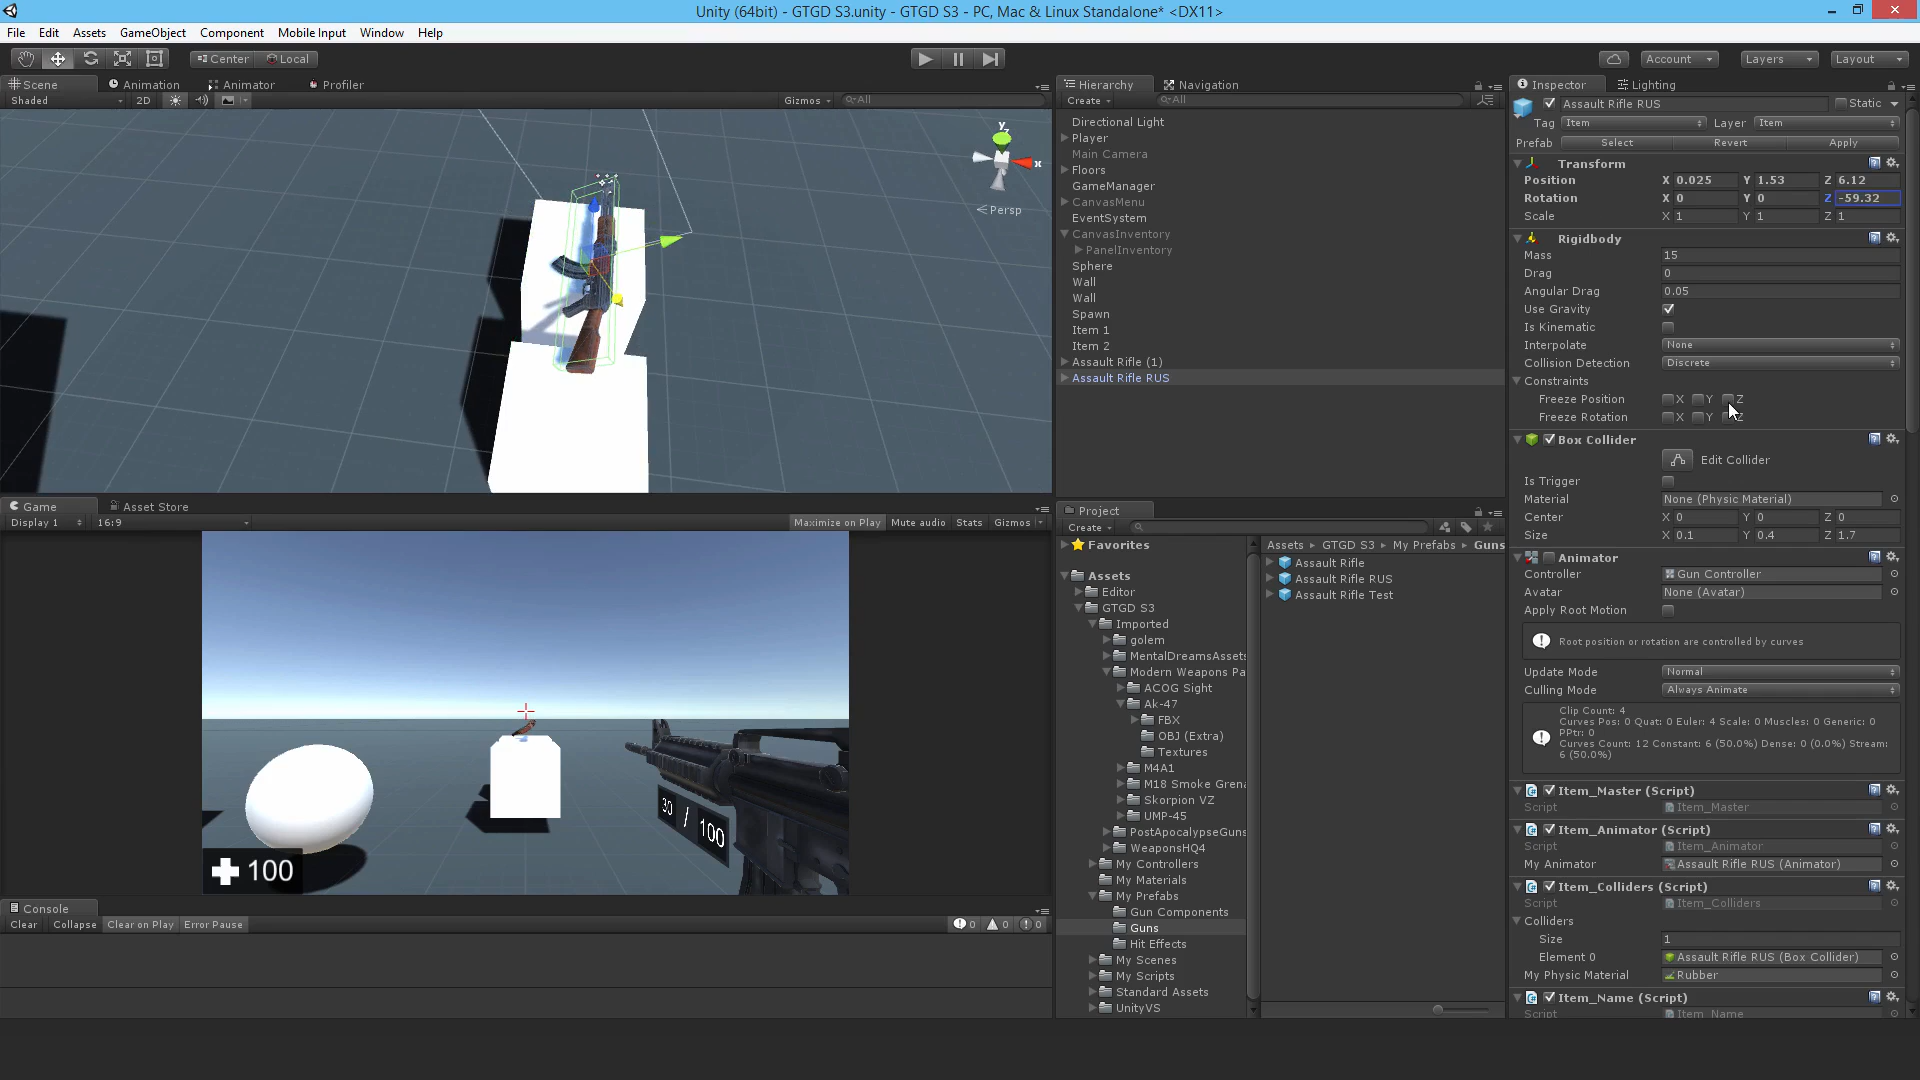 Unity (64bit) - GTGD S3.unity - GTGD S3 - PC, Mac & Linux Standalone* <DX11>
File Edit Assets GameObject Component Mobile Input Window Help
Center Local Account Layers Layout
Scene Animation Animator Profiler
Shaded 2D Gizmos All
y
x
Persp
Game Asset Store
Display 1 16:9 Maximize on Play Mute audio Stats Gizmos
30 / 100
100
Console
Clear Collapse Clear on Play Error Pause 0 0 0
Hierarchy Navigation
Create All
Directional Light
Player
Main Camera
Floors
GameManager
CanvasMenu
EventSystem
CanvasInventory
PanelInventory
Sphere
Wall
Wall
Spawn
Item 1
Item 2
Assault Rifle (1)
Assault Rifle RUS
Project
Create
Favorites
Assets
Editor
GTGD S3
Imported
golem
MentalDreamsAssets
Modern Weapons Pa
ACOG Sight
Ak-47
FBX
OBJ (Extra)
Textures
M4A1
M18 Smoke Grena
Skorpion VZ
UMP-45
PostApocalypseGuns
WeaponsHQ4
My Controllers
My Materials
My Prefabs
Gun Components
Guns
Hit Effects
My Scenes
My Scripts
Standard Assets
UnityVS
Assets GTGD S3 My Prefabs Guns
Assault Rifle
Assault Rifle RUS
Assault Rifle Test
Inspector Lighting
Assault Rifle RUS Static
Tag Item Layer Item
Prefab Select Revert Apply
Transform
Position X 0.025 Y 1.53 Z 6.12
Rotation X 0 Y 0 Z -59.32
Scale X 1 Y 1 Z 1
Rigidbody
Mass 15
Drag 0
Angular Drag 0.05
Use Gravity
Is Kinematic
Interpolate None
Collision Detection Discrete
Constraints
Freeze Position X Y Z
Freeze Rotation X Y Z
Box Collider
Edit Collider
Is Trigger
Material None (Physic Material)
Center X 0 Y 0 Z 0
Size X 0.1 Y 0.4 Z 1.7
Animator
Controller Gun Controller
Avatar None (Avatar)
Apply Root Motion
Root position or rotation are controlled by curves
Update Mode Normal
Culling Mode Always Animate
Clip Count: 4
Curves Pos: 0 Quat: 0 Euler: 4 Scale: 0 Muscles: 0 Generic: 0
PPtr: 0
Curves Count: 12 Constant: 6 (50.0%) Dense: 0 (0.0%) Stream:
6 (50.0%)
Item_Master (Script)
Script Item_Master
Item_Animator (Script)
Script Item_Animator
My Animator Assault Rifle RUS (Animator)
Item_Colliders (Script)
Script Item_Colliders
Colliders
Size 1
Element 0 Assault Rifle RUS (Box Collider)
My Physic Material Rubber
Item_Name (Script)
Script Item_Name